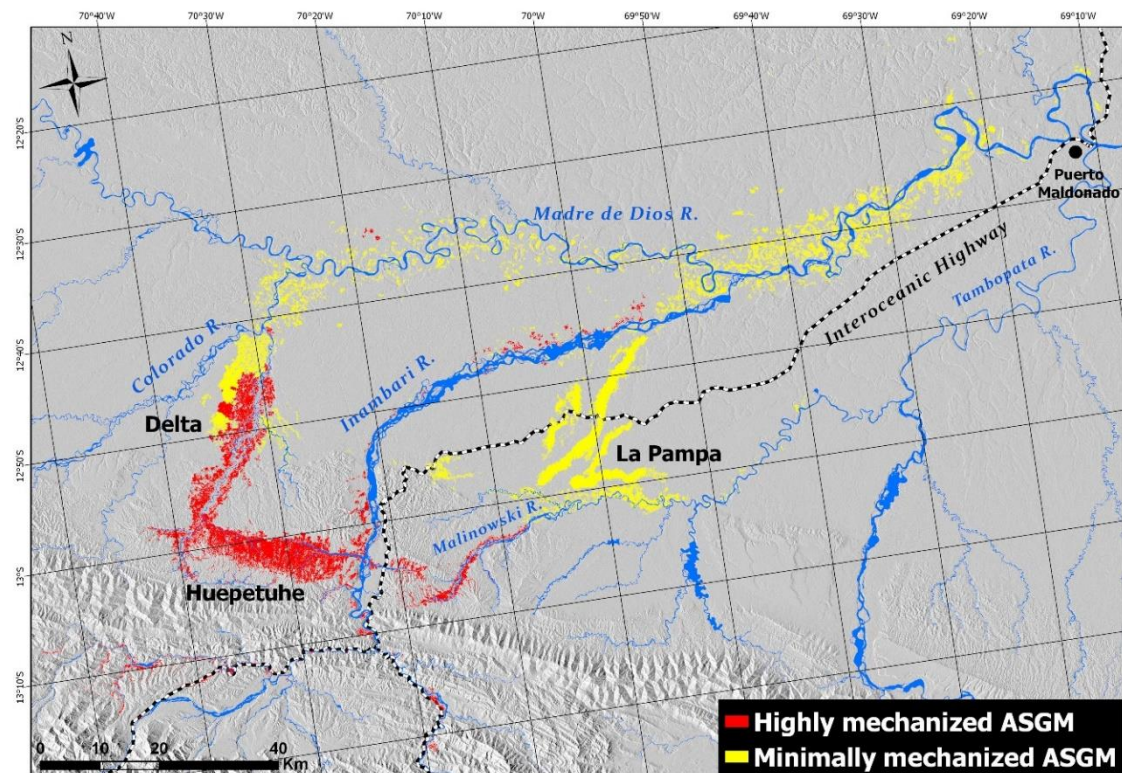 70°40'W
70°30'W
70°20'W
70°10'W
70°0'W
69°50'W
69°40'W
69°30'W
69°20'W
69°10'W
N
12°20'S
12°30'S
12°40'S
12°50'S
13°S
13°10'S
Puerto
Maldonado
Madre de Dios R.
Tambopata R.
Interoceanic Highway
Colorado R.
Inambari R.
Delta
La Pampa
Malinowski R.
Huepetuhe
0 10 20 40
Km
Highly mechanized ASGM
Minimally mechanized ASGM